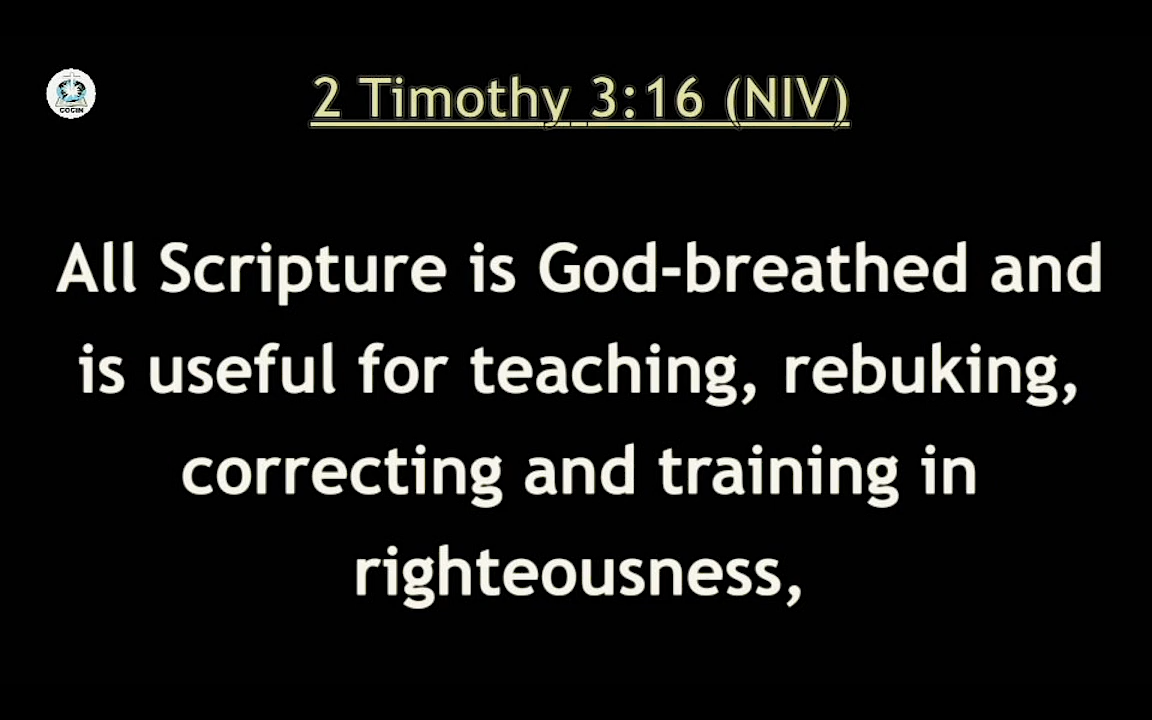 COCIN
2 Timothy 3:16 (NIV)
All Scripture is God-breathed and
is useful for teaching, rebuking,
correcting and training in
righteousness,